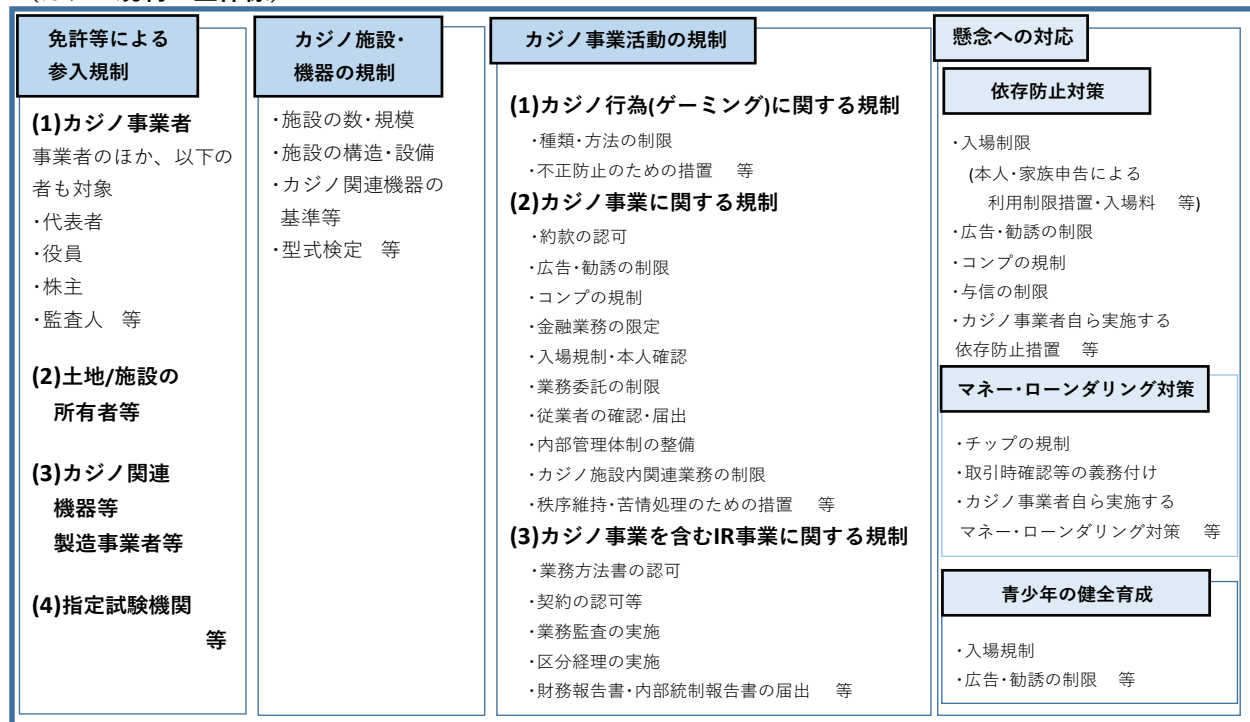 免許等による
参入規制
(1)カジノ事業者
事業者のほか、以下の
者も対象
・代表者
・役員
・株主
・監査人　等
(2)土地/施設の
所有者等
(3)カジノ関連
機器等
製造事業者等
(4)指定試験機関
等
カジノ施設・
機器の規制
・施設の数・規模
・施設の構造・設備
・カジノ関連機器の
基準等
・型式検定　等
カジノ事業活動の規制
(1)カジノ行為(ゲーミング)に関する規制
・種類・方法の制限
・不正防止のための措置　等
(2)カジノ事業に関する規制
・約款の認可
・広告・勧誘の制限
・コンプの規制
・金融業務の限定
・入場規制・本人確認
・業務委託の制限
・従業者の確認・届出
・内部管理体制の整備
・カジノ施設内関連業務の制限
・秩序維持・苦情処理のための措置　等
(3)カジノ事業を含むIR事業に関する規制
・業務方法書の認可
・契約の認可等
・業務監査の実施
・区分経理の実施
・財務報告書・内部統制報告書の届出　等
懸念への対応
依存防止対策
・入場制限
(本人・家族申告による
利用制限措置・入場料　等)
・広告・勧誘の制限
・コンプの規制
・与信の制限
・カジノ事業者自ら実施する
依存防止措置　等
マネー・ローンダリング対策
・チップの規制
・取引時確認等の義務付け
・カジノ事業者自ら実施する
マネー・ローンダリング対策　等
青少年の健全育成
・入場規制
・広告・勧誘の制限　等